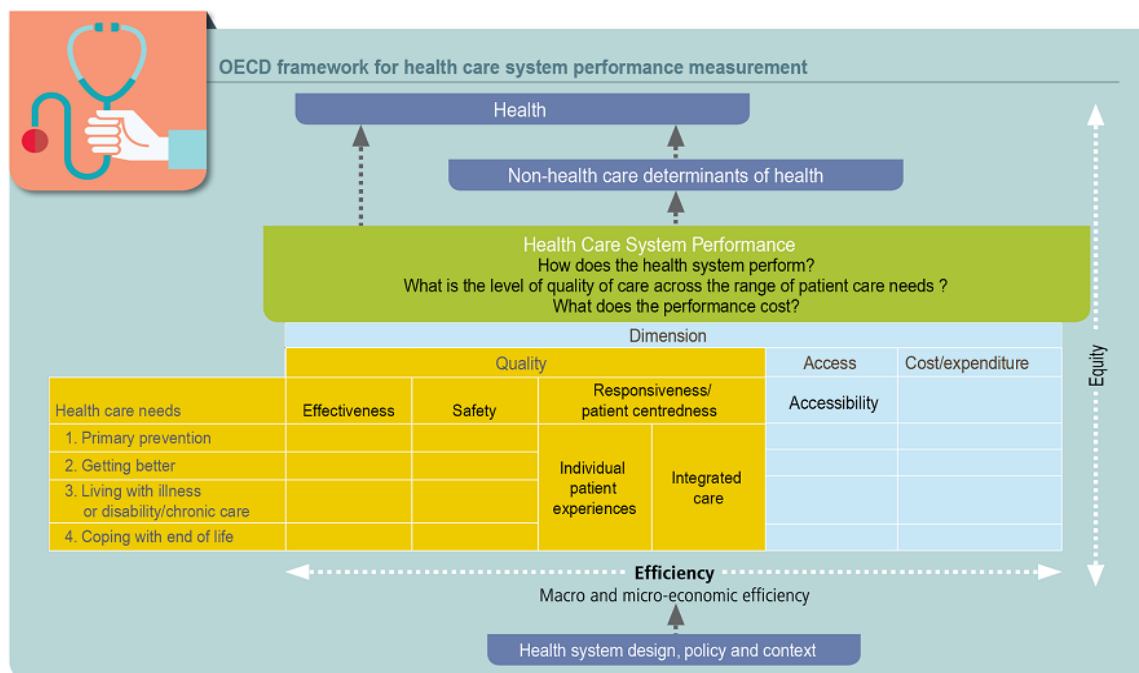 OECD framework for health care system performance measurement
Health
Non-health care determinants of health
Health Care System Performance
How does the health system perform?
What is the level of quality of care across the range of patient care needs ?
What does the performance cost?
Dimension
Quality
Access
Cost/expenditure
Health care needs
Effectiveness
Safety
Responsiveness/
patient centredness
Accessibility
1. Primary prevention
2. Getting better
3. Living with illness
or disability/chronic care
4. Coping with end of life
Individual
patient
experiences
Integrated
care
Equity
Efficiency
Macro and micro-economic efficiency
Health system design, policy and context